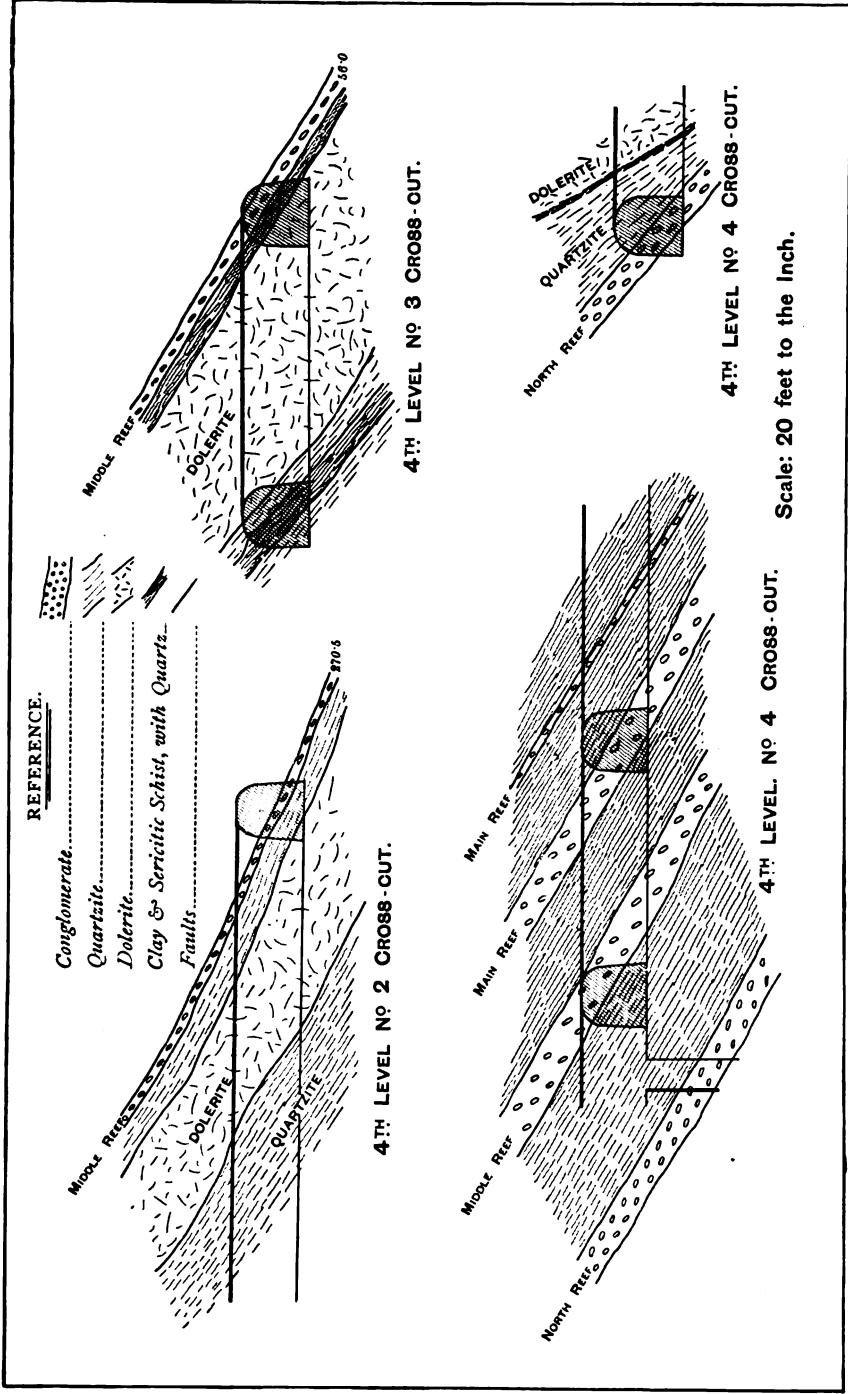 REFERENCE.
Conglomerate
Quartzite
Dolerite
Clay & Sericitic Schist, with Quartz
Faults
MIDDLE REEF
DOLERITE
QUARTZITE
270·5
4TH LEVEL No 2 CROSS-CUT.
MIDDLE REEF
DOLERITE
56·0
4TH LEVEL No 3 CROSS-CUT.
NORTH REEF
MIDDLE REEF
MAIN REEF
MAIN REEF
4TH LEVEL. No 4 CROSS-CUT.
NORTH REEF
QUARTZITE
DOLERITE
4TH LEVEL No 4 CROSS-CUT.
Scale: 20 feet to the Inch.